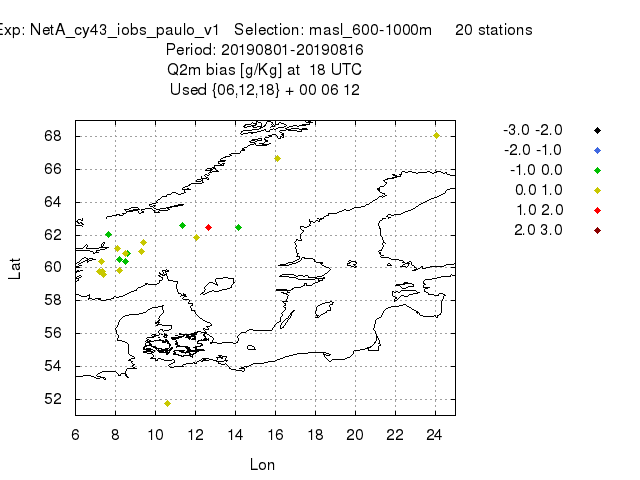 Exp: NetA_cy43_iobs_paulo_v1 Selection: masl_600-1000m 20 stations
Period: 20190801-20190816
Q2m bias [g/Kg] at 18 UTC
Used {06,12,18} + 00 06 12
68
66
64
62
60
58
56
54
52
6 8 10 12 14 16 18 20 22 24
Lat
Lon
-3.0 -2.0
-2.0 -1.0
-1.0 0.0
0.0 1.0
1.0 2.0
2.0 3.0